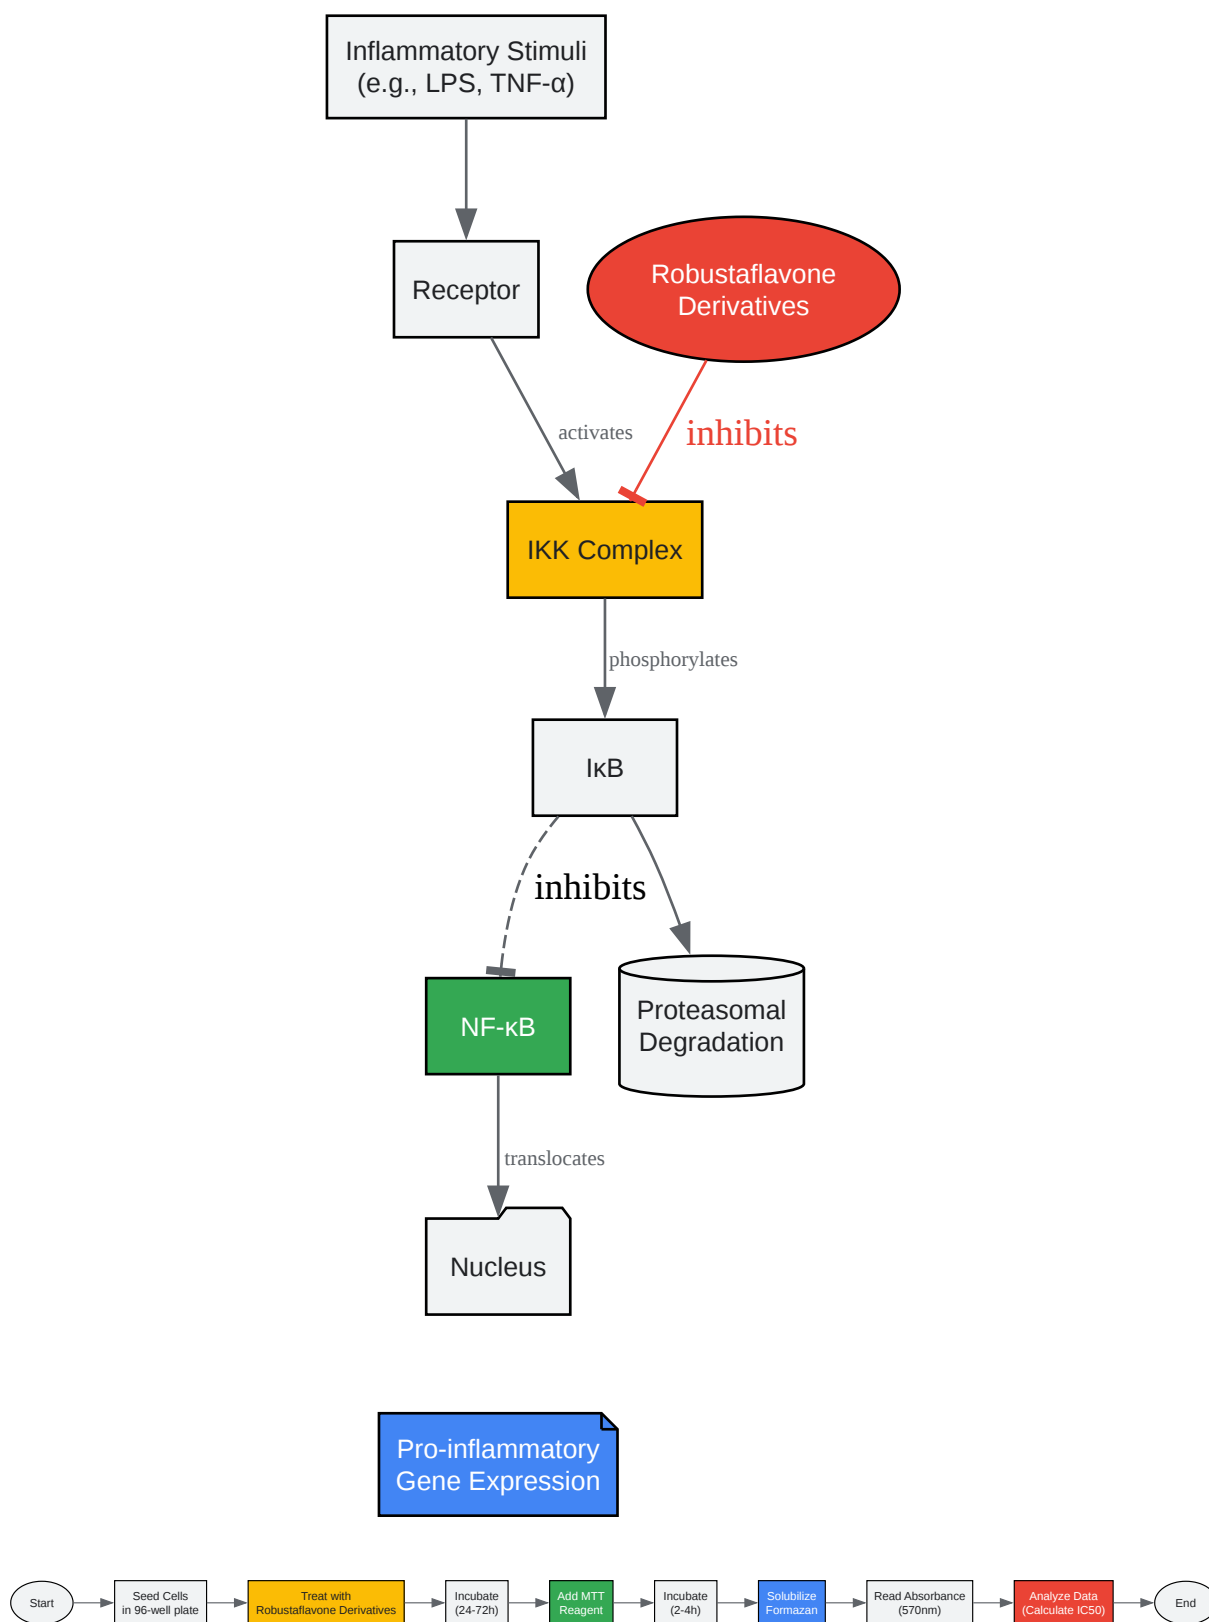 Inflammatory Stimuli
(e.g., LPS, TNF-α)
Receptor
Robustaflavone
Derivatives
activates
inhibits
IKK Complex
phosphorylates
IκB
inhibits
Proteasomal
Degradation
NF-κB
translocates
Nucleus
Pro-inflammatory
Gene Expression
Start
Seed Cells
in 96-well plate
Treat with
Robustaflavone Derivatives
Incubate
(24-72h)
Add MTT
Reagent
Incubate
(2-4h)
Solubilize
Formazan
Read Absorbance
(570nm)
Analyze Data
(Calculate IC50)
End